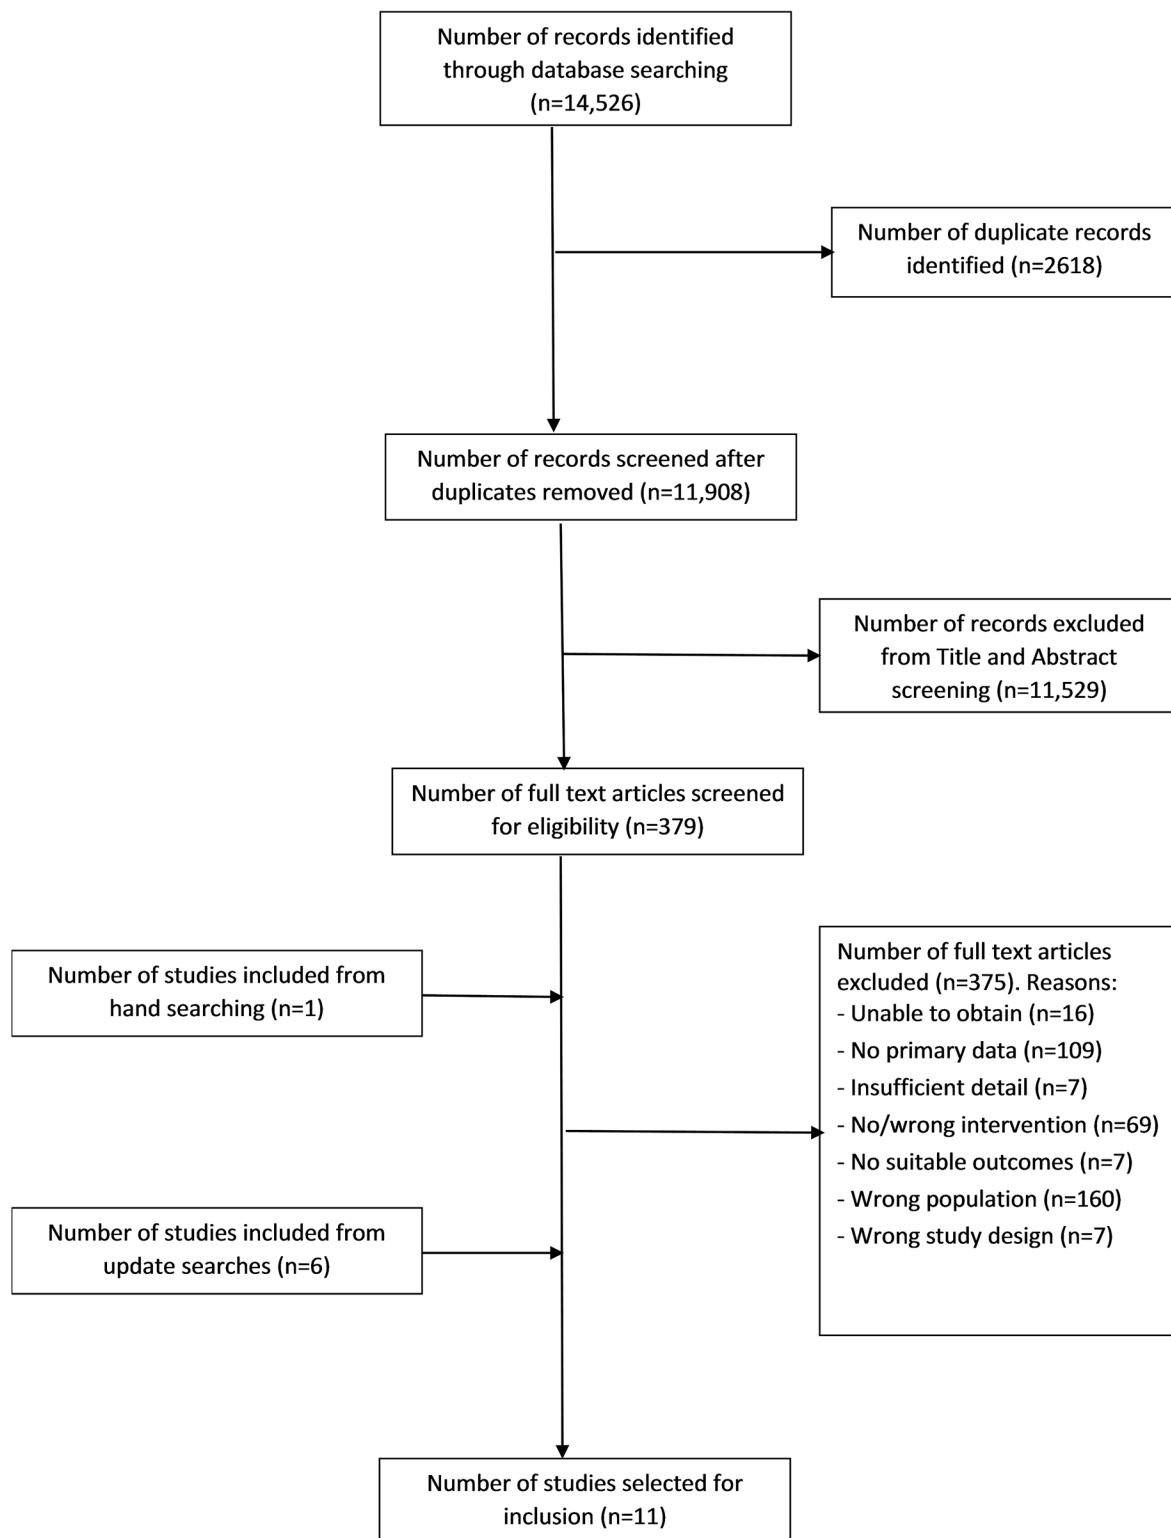 Number of records identified
through database searching
(n=14,526)
Number of duplicate records
identified (n=2618)
Number of records screened after
duplicates removed (n=11,908)
Number of records excluded
from Title and Abstract
screening (n=11,529)
Number of full text articles screened
for eligibility (n=379)
Number of studies included from
hand searching (n=1)
Number of full text articles
excluded (n=375). Reasons:
- Unable to obtain (n=16)
- No primary data (n=109)
- Insufficient detail (n=7)
- No/wrong intervention (n=69)
- No suitable outcomes (n=7)
- Wrong population (n=160)
- Wrong study design (n=7)
Number of studies included from
update searches (n=6)
Number of studies selected for
inclusion (n=11)